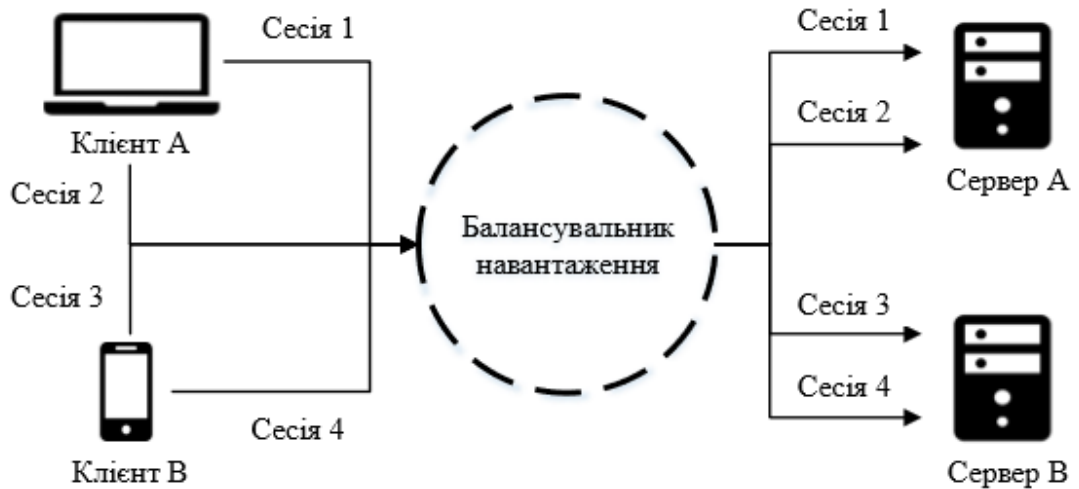 Сесія 1
Клієнт А
Сесія 2
Сесія 3
Сесія 4
Клієнт В
Балансувальник
навантаження
Сесія 1
Сесія 2
Сервер А
Сесія 3
Сесія 4
Сервер В